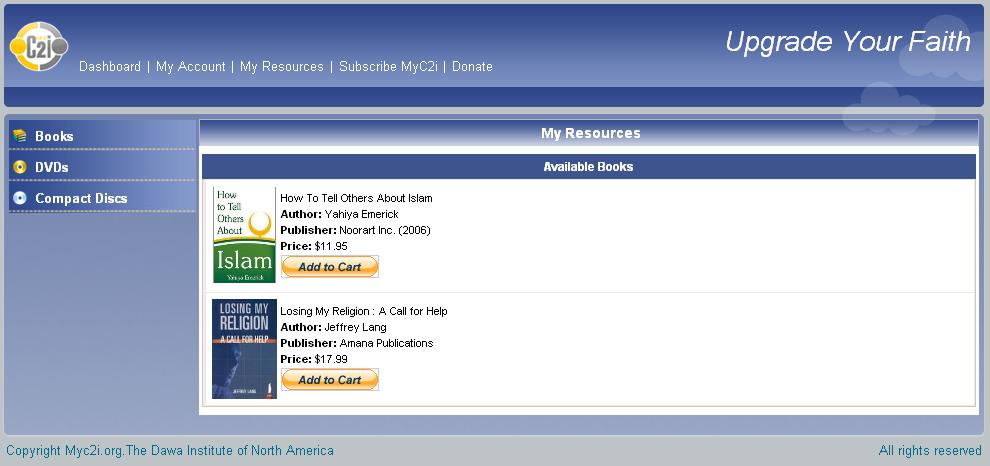 C2i
Upgrade Your Faith
Dashboard | My Account | My Resources | Subscribe MyC2i | Donate
Books
DVDs
Compact Discs
My Resources
Available Books
How
to Tell
Others
About
Islam
Yahiya Emerick
How To Tell Others About Islam
Author: Yahiya Emerick
Publisher: Noorart Inc. (2006)
Price: $11.95
Add to Cart
LOSING MY
RELIGION
A CALL FOR HELP
JEFFREY LANG
Losing My Religion : A Call for Help
Author: Jeffrey Lang
Publisher: Amana Publications
Price: $17.99
Add to Cart
Copyright Myc2i.org.The Dawa Institute of North America
All rights reserved